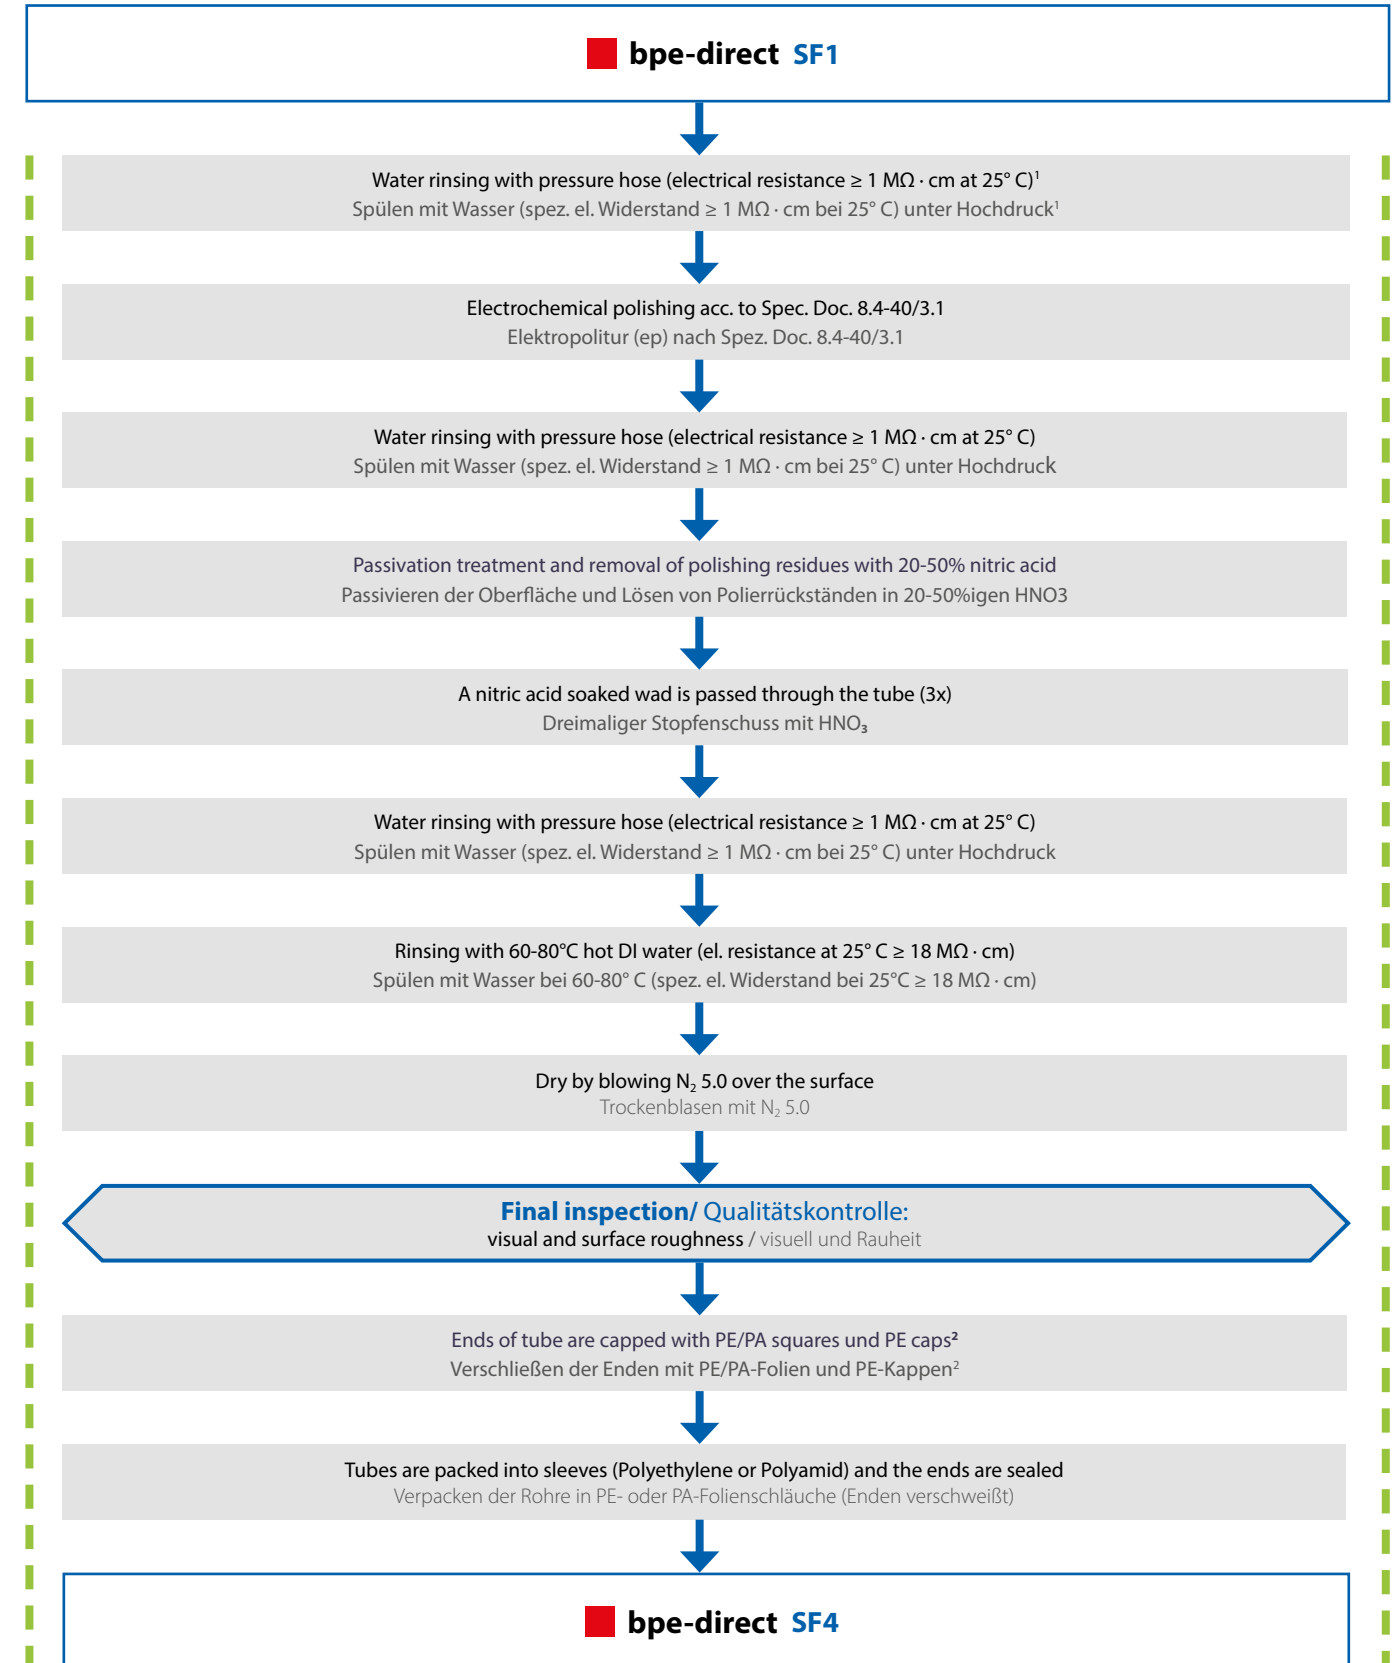 bpe-direct SF1
Water rinsing with pressure hose (electrical resistance ≥ 1 MΩ · cm at 25° C)¹
Spülen mit Wasser (spez. el. Widerstand ≥ 1 MΩ · cm bei 25° C) unter Hochdruck¹
Electrochemical polishing acc. to Spec. Doc. 8.4-40/3.1
Elektropolitur (ep) nach Spez. Doc. 8.4-40/3.1
Water rinsing with pressure hose (electrical resistance ≥ 1 MΩ · cm at 25° C)
Spülen mit Wasser (spez. el. Widerstand ≥ 1 MΩ · cm bei 25° C) unter Hochdruck
Passivation treatment and removal of polishing residues with 20-50% nitric acid
Passivieren der Oberfläche und Lösen von Polierrückständen in 20-50%igen HNO3
A nitric acid soaked wad is passed through the tube (3x)
Dreimaliger Stopfenschuss mit HNO₃
Water rinsing with pressure hose (electrical resistance ≥ 1 MΩ · cm at 25° C)
Spülen mit Wasser (spez. el. Widerstand ≥ 1 MΩ · cm bei 25° C) unter Hochdruck
Rinsing with 60-80°C hot DI water (el. resistance at 25° C ≥ 18 MΩ · cm)
Spülen mit Wasser bei 60-80° C (spez. el. Widerstand bei 25°C ≥ 18 MΩ · cm)
Dry by blowing N₂ 5.0 over the surface
Trockenblasen mit N₂ 5.0
Final inspection/ Qualitätskontrolle:
visual and surface roughness / visuell und Rauheit
Ends of tube are capped with PE/PA squares und PE caps²
Verschließen der Enden mit PE/PA-Folien und PE-Kappen²
Tubes are packed into sleeves (Polyethylene or Polyamid) and the ends are sealed
Verpacken der Rohre in PE- oder PA-Folienschläuche (Enden verschweißt)
bpe-direct SF4